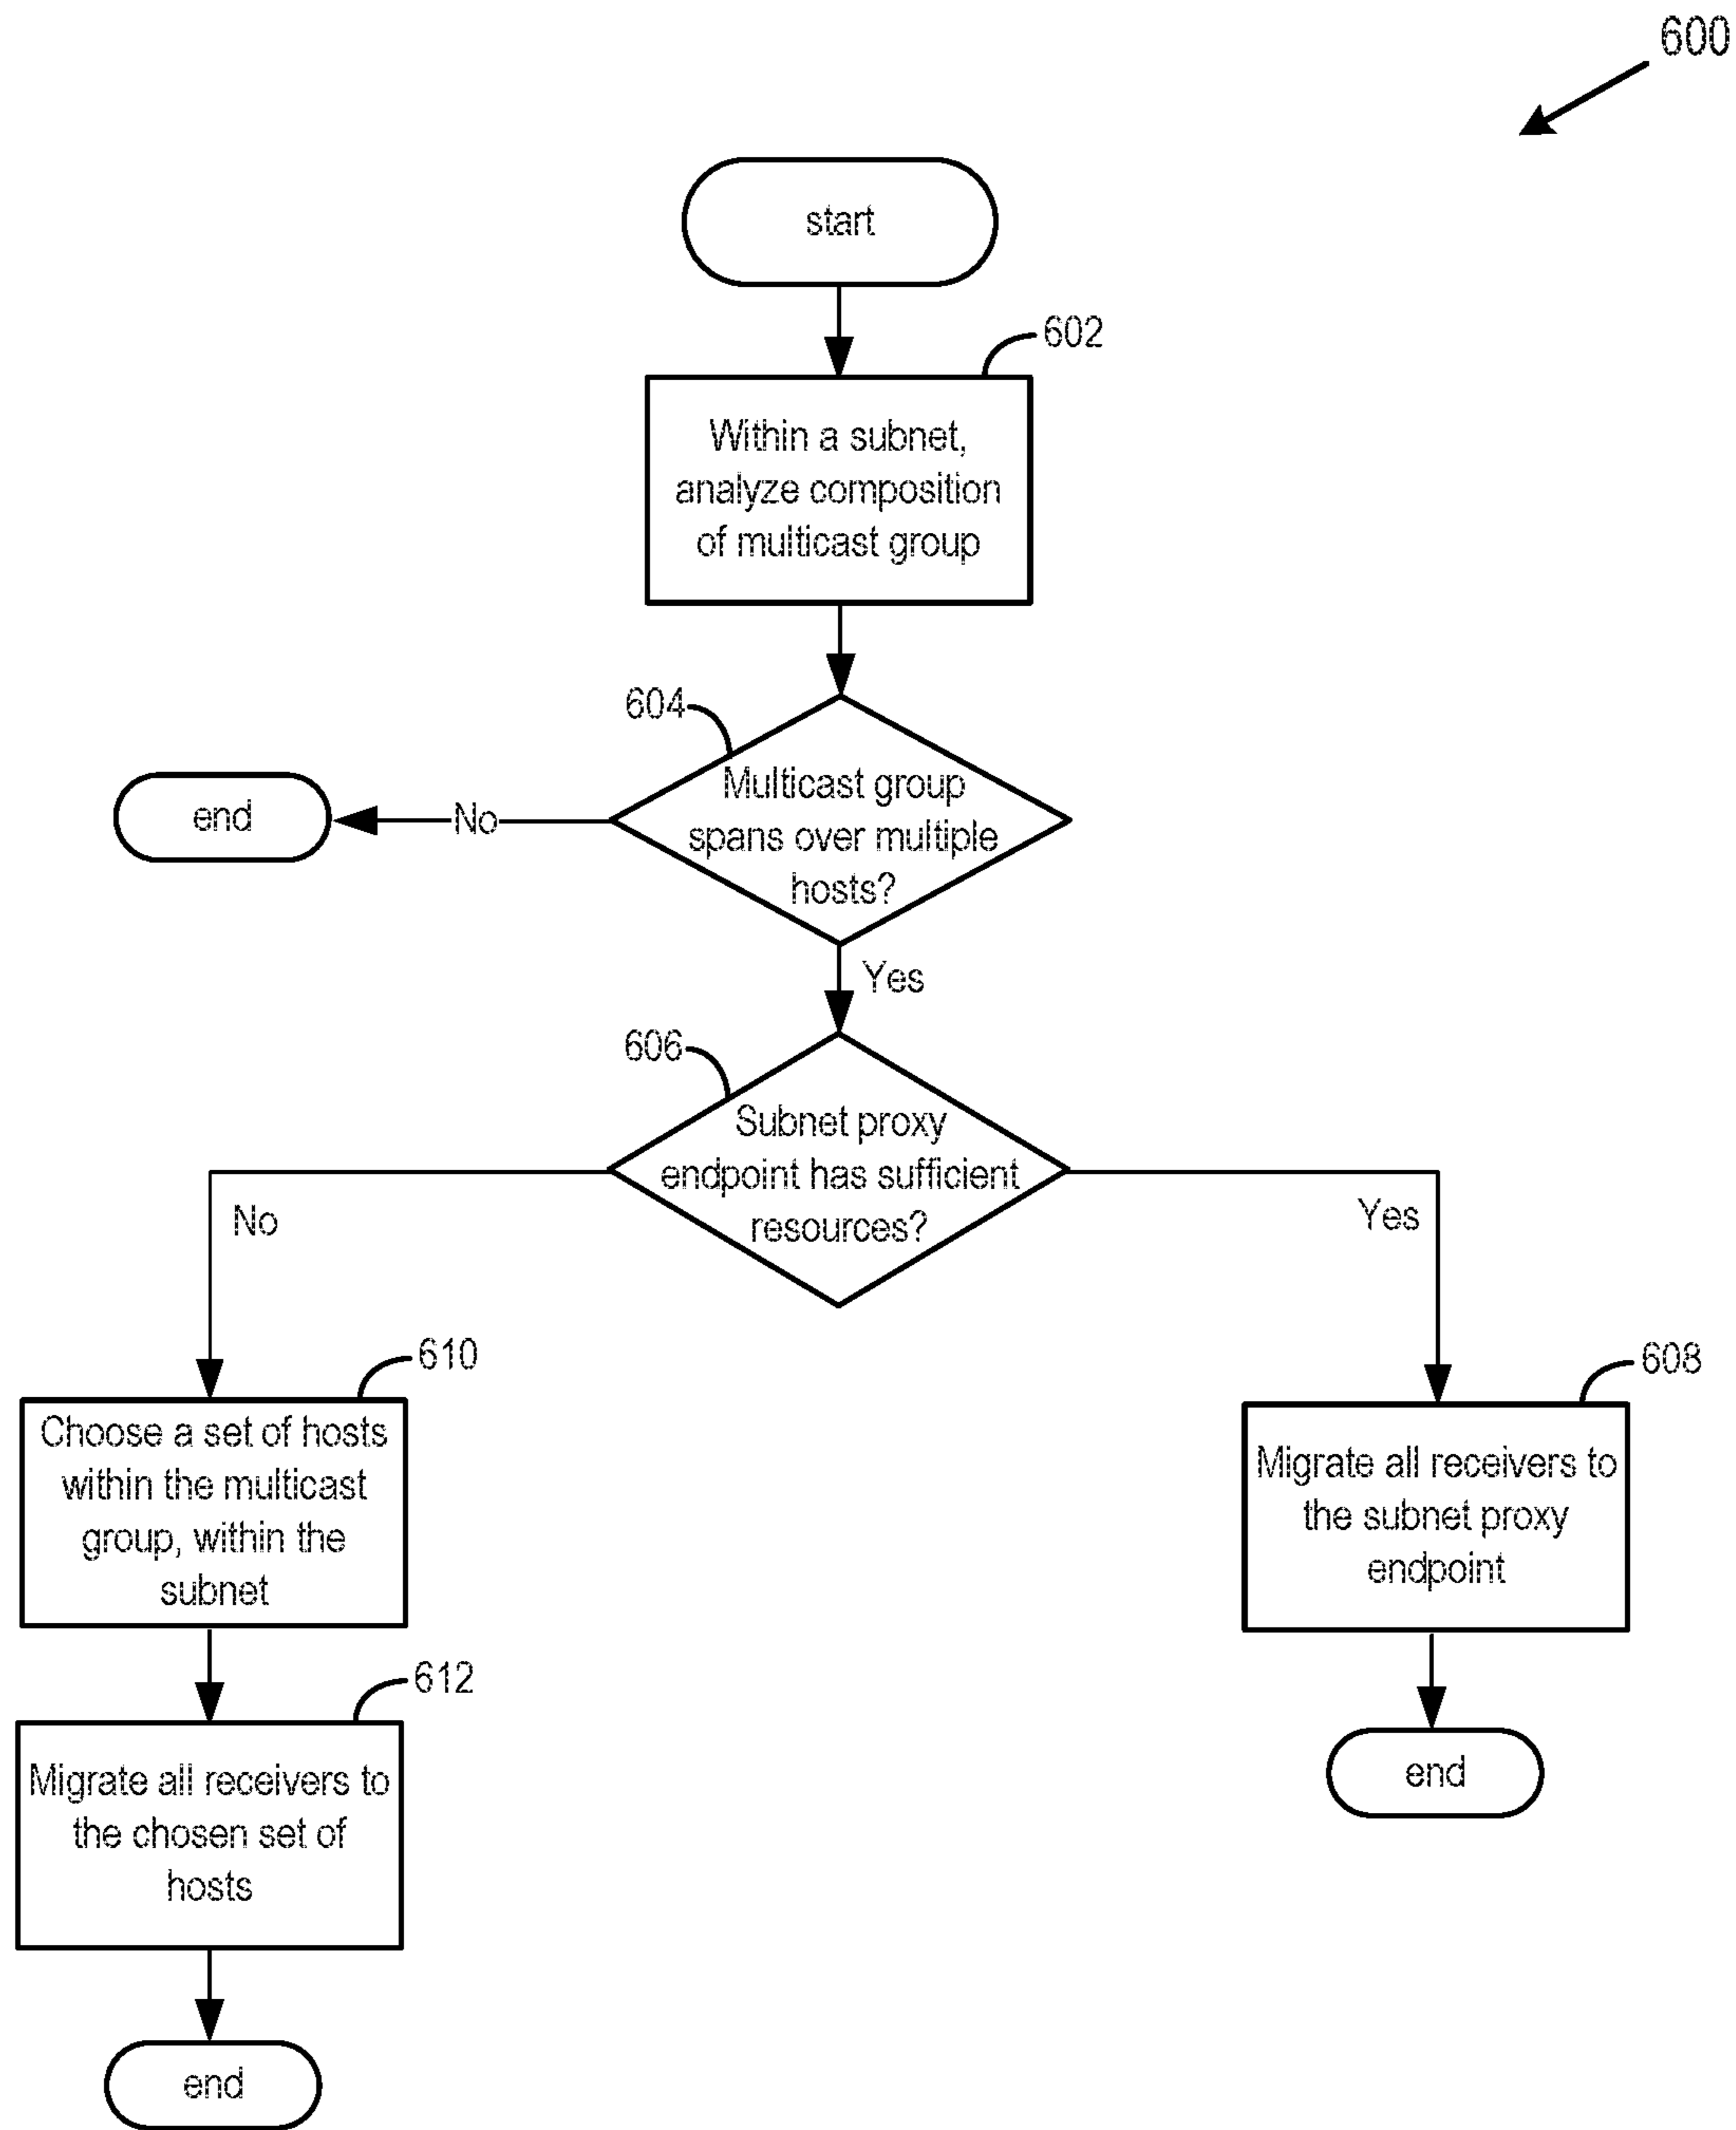 600
start
602
Within a subnet,
analyze composition
of multicast group
604
Multicast group
spans over multiple
hosts?
No
end
Yes
606
Subnet proxy
endpoint has sufficient
resources?
No
Yes
610
Choose a set of hosts
within the multicast
group, within the
subnet
608
Migrate all receivers to
the subnet proxy
endpoint
612
Migrate all receivers to
the chosen set of
hosts
end
end